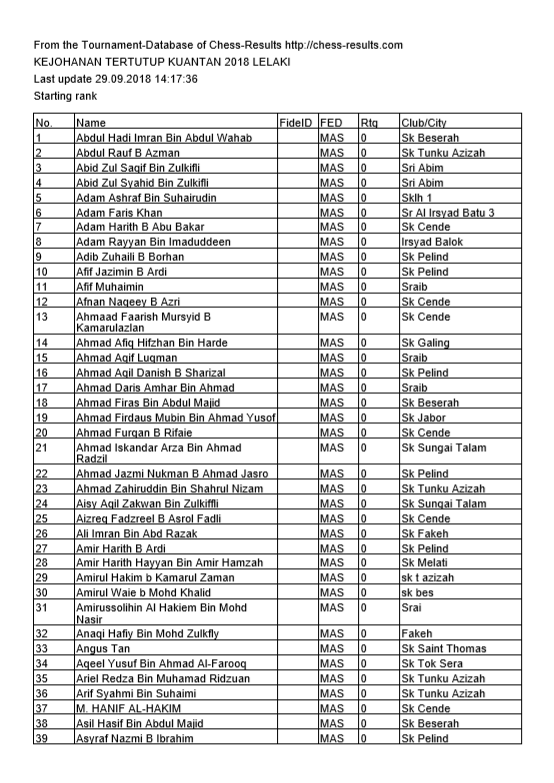 From the Tournament-Database of Chess-Results http://chess-results.com
KEJOHANAN TERTUTUP KUANTAN 2018 LELAKI
Last update 29.09.2018 14:17:36
Starting rank
No. Name FideID FED Rtg Club/City
1 Abdul Hadi Imran Bin Abdul Wahab MAS 0 Sk Beserah
2 Abdul Rauf B Azman MAS 0 Sk Tunku Azizah
3 Abid Zul Saqif Bin Zulkifli MAS 0 Sri Abim
4 Abid Zul Syahid Bin Zulkifli MAS 0 Sri Abim
5 Adam Ashraf Bin Suhairudin MAS 0 Sklh 1
6 Adam Faris Khan MAS 0 Sr Al Irsyad Batu 3
7 Adam Harith B Abu Bakar MAS 0 Sk Cende
8 Adam Rayyan Bin Imaduddeen MAS 0 Irsyad Balok
9 Adib Zuhaili B Borhan MAS 0 Sk Pelind
10 Afif Jazimin B Ardi MAS 0 Sk Pelind
11 Afif Muhaimin MAS 0 Sraib
12 Afnan Naqeey B Azri MAS 0 Sk Cende
13 Ahmaad Faarish Mursyid B MAS 0 Sk Cende
Kamarulazlan
14 Ahmad Afiq Hifzhan Bin Harde MAS 0 Sk Galing
15 Ahmad Aqif Luqman MAS 0 Sraib
16 Ahmad Aqil Danish B Sharizal MAS 0 Sk Pelind
17 Ahmad Daris Amhar Bin Ahmad MAS 0 Sraib
18 Ahmad Firas Bin Abdul Majid MAS 0 Sk Beserah
19 Ahmad Firdaus Mubin Bin Ahmad Yusof MAS 0 Sk Jabor
20 Ahmad Furqan B Rifaie MAS 0 Sk Cende
21 Ahmad Iskandar Arza Bin Ahmad MAS 0 Sk Sungai Talam
Radzil
22 Ahmad Jazmi Nukman B Ahmad Jasro MAS 0 Sk Pelind
23 Ahmad Zahiruddin Bin Shahrul Nizam MAS 0 Sk Tunku Azizah
24 Aisy Aqil Zakwan Bin Zulkiffli MAS 0 Sk Sungai Talam
25 Aizreq Fadzreel B Asrol Fadli MAS 0 Sk Cende
26 Ali Imran Bin Abd Razak MAS 0 Sk Fakeh
27 Amir Harith B Ardi MAS 0 Sk Pelind
28 Amir Harith Hayyan Bin Amir Hamzah MAS 0 Sk Melati
29 Amirul Hakim b Kamarul Zaman MAS 0 sk t azizah
30 Amirul Waie b Mohd Khalid MAS 0 sk bes
31 Amirussolihin Al Hakiem Bin Mohd MAS 0 Srai
Nasir
32 Anaqi Hafiy Bin Mohd Zulkfly MAS 0 Fakeh
33 Angus Tan MAS 0 Sk Saint Thomas
34 Aqeel Yusuf Bin Ahmad Al-Farooq MAS 0 Sk Tok Sera
35 Ariel Redza Bin Muhamad Ridzuan MAS 0 Sk Tunku Azizah
36 Arif Syahmi Bin Suhaimi MAS 0 Sk Tunku Azizah
37 M. HANIF AL-HAKIM MAS 0 Sk Cende
38 Asil Hasif Bin Abdul Majid MAS 0 Sk Beserah
39 Asyraf Nazmi B Ibrahim MAS 0 Sk Pelind